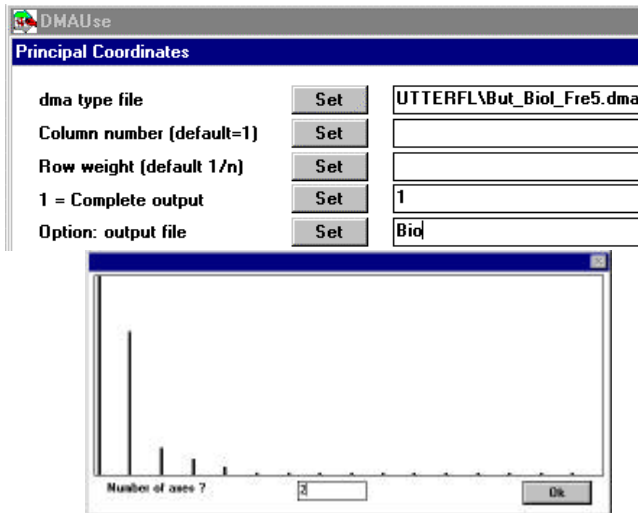 DMAUse
Principal Coordinates
dma type file Set UTTERFL\But_Biol_Fre5.dma
Column number (default=1) Set
Row weight (default 1/n) Set
1 = Complete output Set 1
Option: output file Set Bio
Number of axes ? 2 Ok